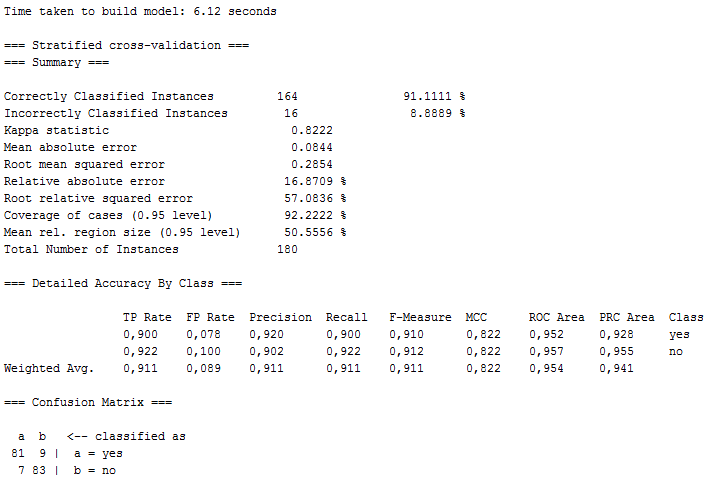 Time taken to build model: 6.12 seconds
=== Stratified cross-validation ===
=== Summary ===
Correctly Classified Instances 164 91.1111 %
Incorrectly Classified Instances 16 8.8889 %
Kappa statistic 0.8222
Mean absolute error 0.0844
Root mean squared error 0.2854
Relative absolute error 16.8709 %
Root relative squared error 57.0836 %
Coverage of cases (0.95 level) 92.2222 %
Mean rel. region size (0.95 level) 50.5556 %
Total Number of Instances 180
=== Detailed Accuracy By Class ===
TP Rate FP Rate Precision Recall F-Measure MCC ROC Area PRC Area Class
0,900 0,078 0,920 0,900 0,910 0,822 0,952 0,928 yes
0,922 0,100 0,902 0,922 0,912 0,822 0,957 0,955 no
Weighted Avg. 0,911 0,089 0,911 0,911 0,911 0,822 0,954 0,941
=== Confusion Matrix ===
a b <-- classified as
81 9 | a = yes
7 83 | b = no